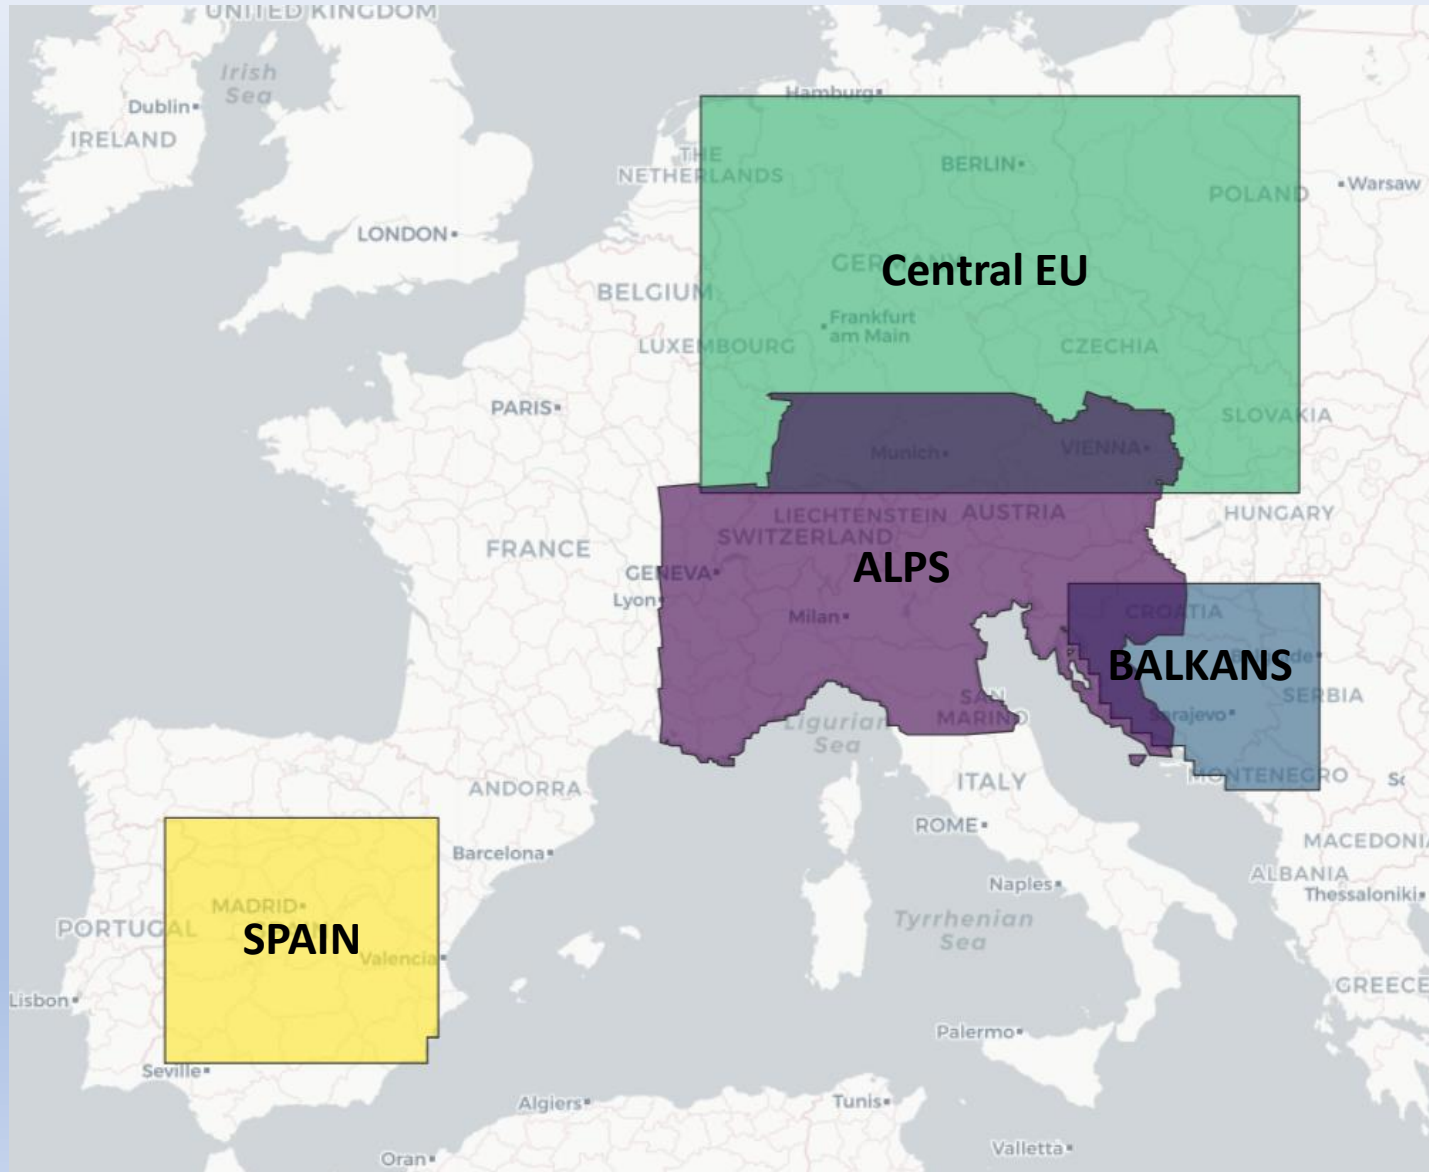 UNITED KINGDOM
Irish
Sea
Dublin
IRELAND
Hamburg
THE
NETHERLANDS
BERLIN
POLAND
Warsaw
LONDON
GERMANY
Central EU
BELGIUM
Frankfurt
am Main
LUXEMBOURG
CZECHIA
PARIS
SLOVAKIA
Munich
VIENNA
LIECHTENSTEIN
AUSTRIA
HUNGARY
SWITZERLAND
FRANCE
ALPS
GENEVA
Lyon
Milan
CROATIA
BALKANS
SERBIA
SAN
MARINO
Sarajevo
Ligurian
Sea
MONTENEGRO
ITALY
ANDORRA
ROME
MACEDONI
Barcelona
ALBANIA
Naples
Thessaloniki
MADRID
PORTUGAL
SPAIN
Tyrrhenian
Sea
Valencia
GREECE
Lisbon
Palermo
Seville
Algiers
Tunis
Valletta
Oran